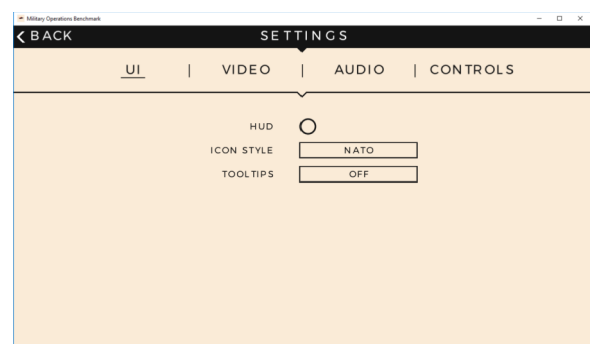 Military Operations Benchmark
BACK SETTINGS
UI | VIDEO | AUDIO | CONTROLS
HUD
ICON STYLE NATO
TOOLTIPS OFF